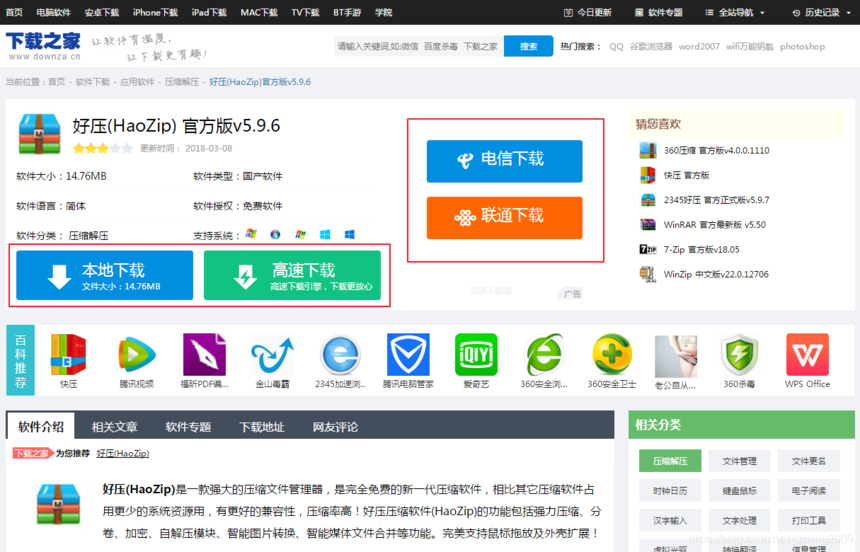 首页 电脑软件 安卓下载 iPhone下载 iPad下载 MAC下载 TV下载 BT手游 学院 今日更新 软件专题 全站导航 历史记录
下载之家
www.downza.cn
让软件有温度,
让下载更有趣!
请输入关键词,如:微信 百度杀毒 下载之家 搜索 热门搜索: QQ 谷歌浏览器 word2007 wifi万能钥匙 photoshop
当前位置:首页 - 软件下载 - 应用软件 - 压缩解压 - 好压(HaoZip)官方版v5.9.6
好压(HaoZip) 官方版v5.9.6
更新时间: 2018-03-08
软件大小:14.76MB 软件类型:国产软件
软件语言:简体 软件授权:免费软件
软件分类: 压缩解压 支持系统:
本地下载
文件大小:14.76MB
高速下载
高速下载引擎,下载更放心
电信下载
联通下载
高速下载器
广告
猜您喜欢
360压缩 官方版v4.0.0.1110
快压 官方版
2345好压 官方正式版v5.9.7
WinRAR 官方最新版 v5.50
7-Zip 官方版v18.05
WinZip 中文版v22.0.12706
百科推荐
快压 腾讯视频 福昕PDF编... 金山毒霸 2345加速浏... 腾讯电脑管家 爱奇艺 360安全浏... 360安全卫士 老公自从... 360杀毒 WPS Office
软件介绍 相关文章 软件专题 下载地址 网友评论
下载之家 为您推荐 好压(HaoZip)
好压(HaoZip)是一款强大的压缩文件管理器,是完全免费的新一代压缩软件,相比其它压缩软件占
用更少的系统资源用,有更好的兼容性,压缩率高!好压压缩软件(HaoZip)的功能包括强力压缩、分
卷、加密、自解压模块、智能图片转换、智能媒体文件合并等功能。完美支持鼠标拖放及外壳扩展!
相关分类
压缩解压 文件管理 文件更名
时钟日历 键盘鼠标 电子阅读
汉字输入 文字处理 打印工具
虚拟光驱 转换翻译 信息管理